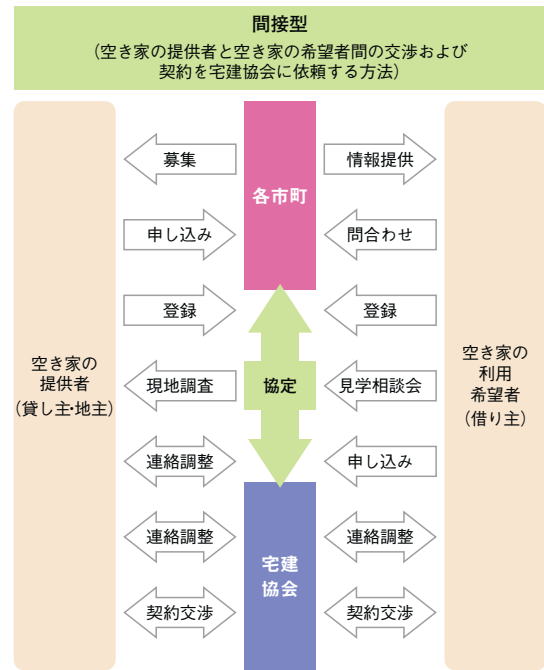 間接型
(空き家の提供者と空き家の希望者間の交渉および
契約を宅建協会に依頼する方法)
空き家の
提供者
(貸し主・地主)
募集
申し込み
登録
現地調査
連絡調整
連絡調整
契約交渉
各市町
協定
宅建
協会
情報提供
問合わせ
登録
見学相談会
申し込み
連絡調整
契約交渉
空き家の
利用
希望者
(借り主)